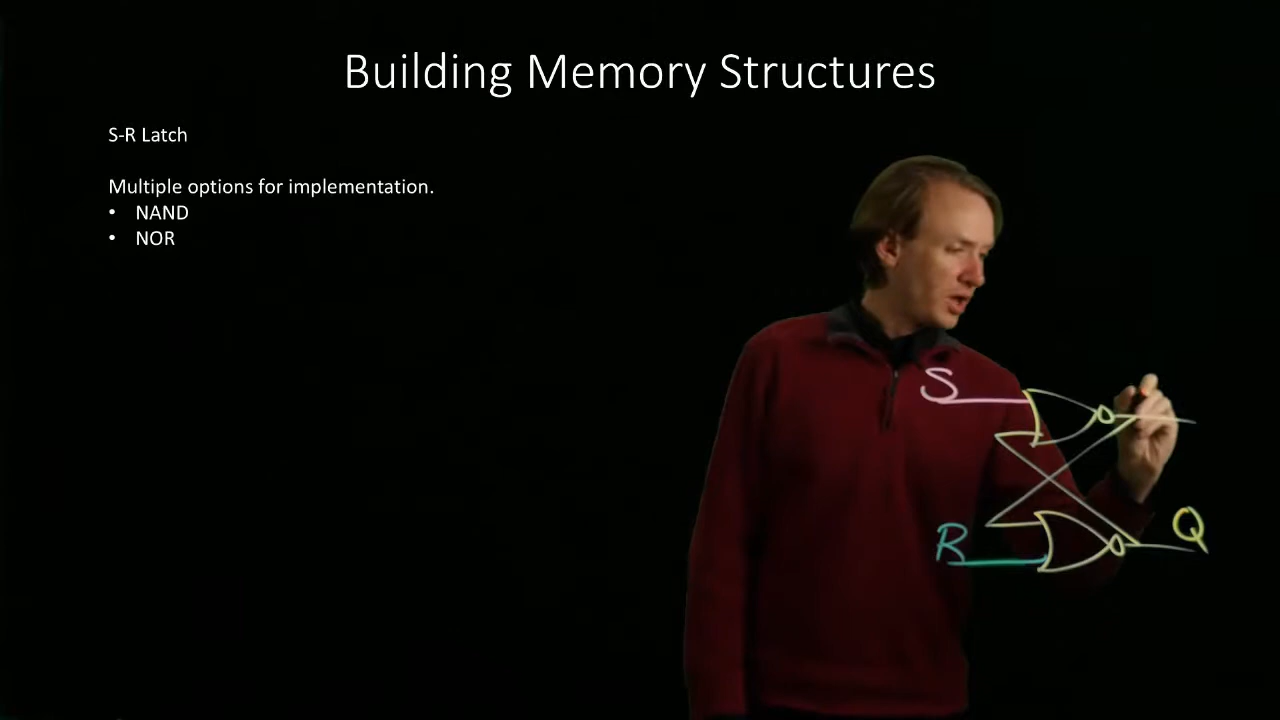 Building Memory Structures
S-R Latch
Multiple options for implementation.
• NAND
• NOR
S
R
Q